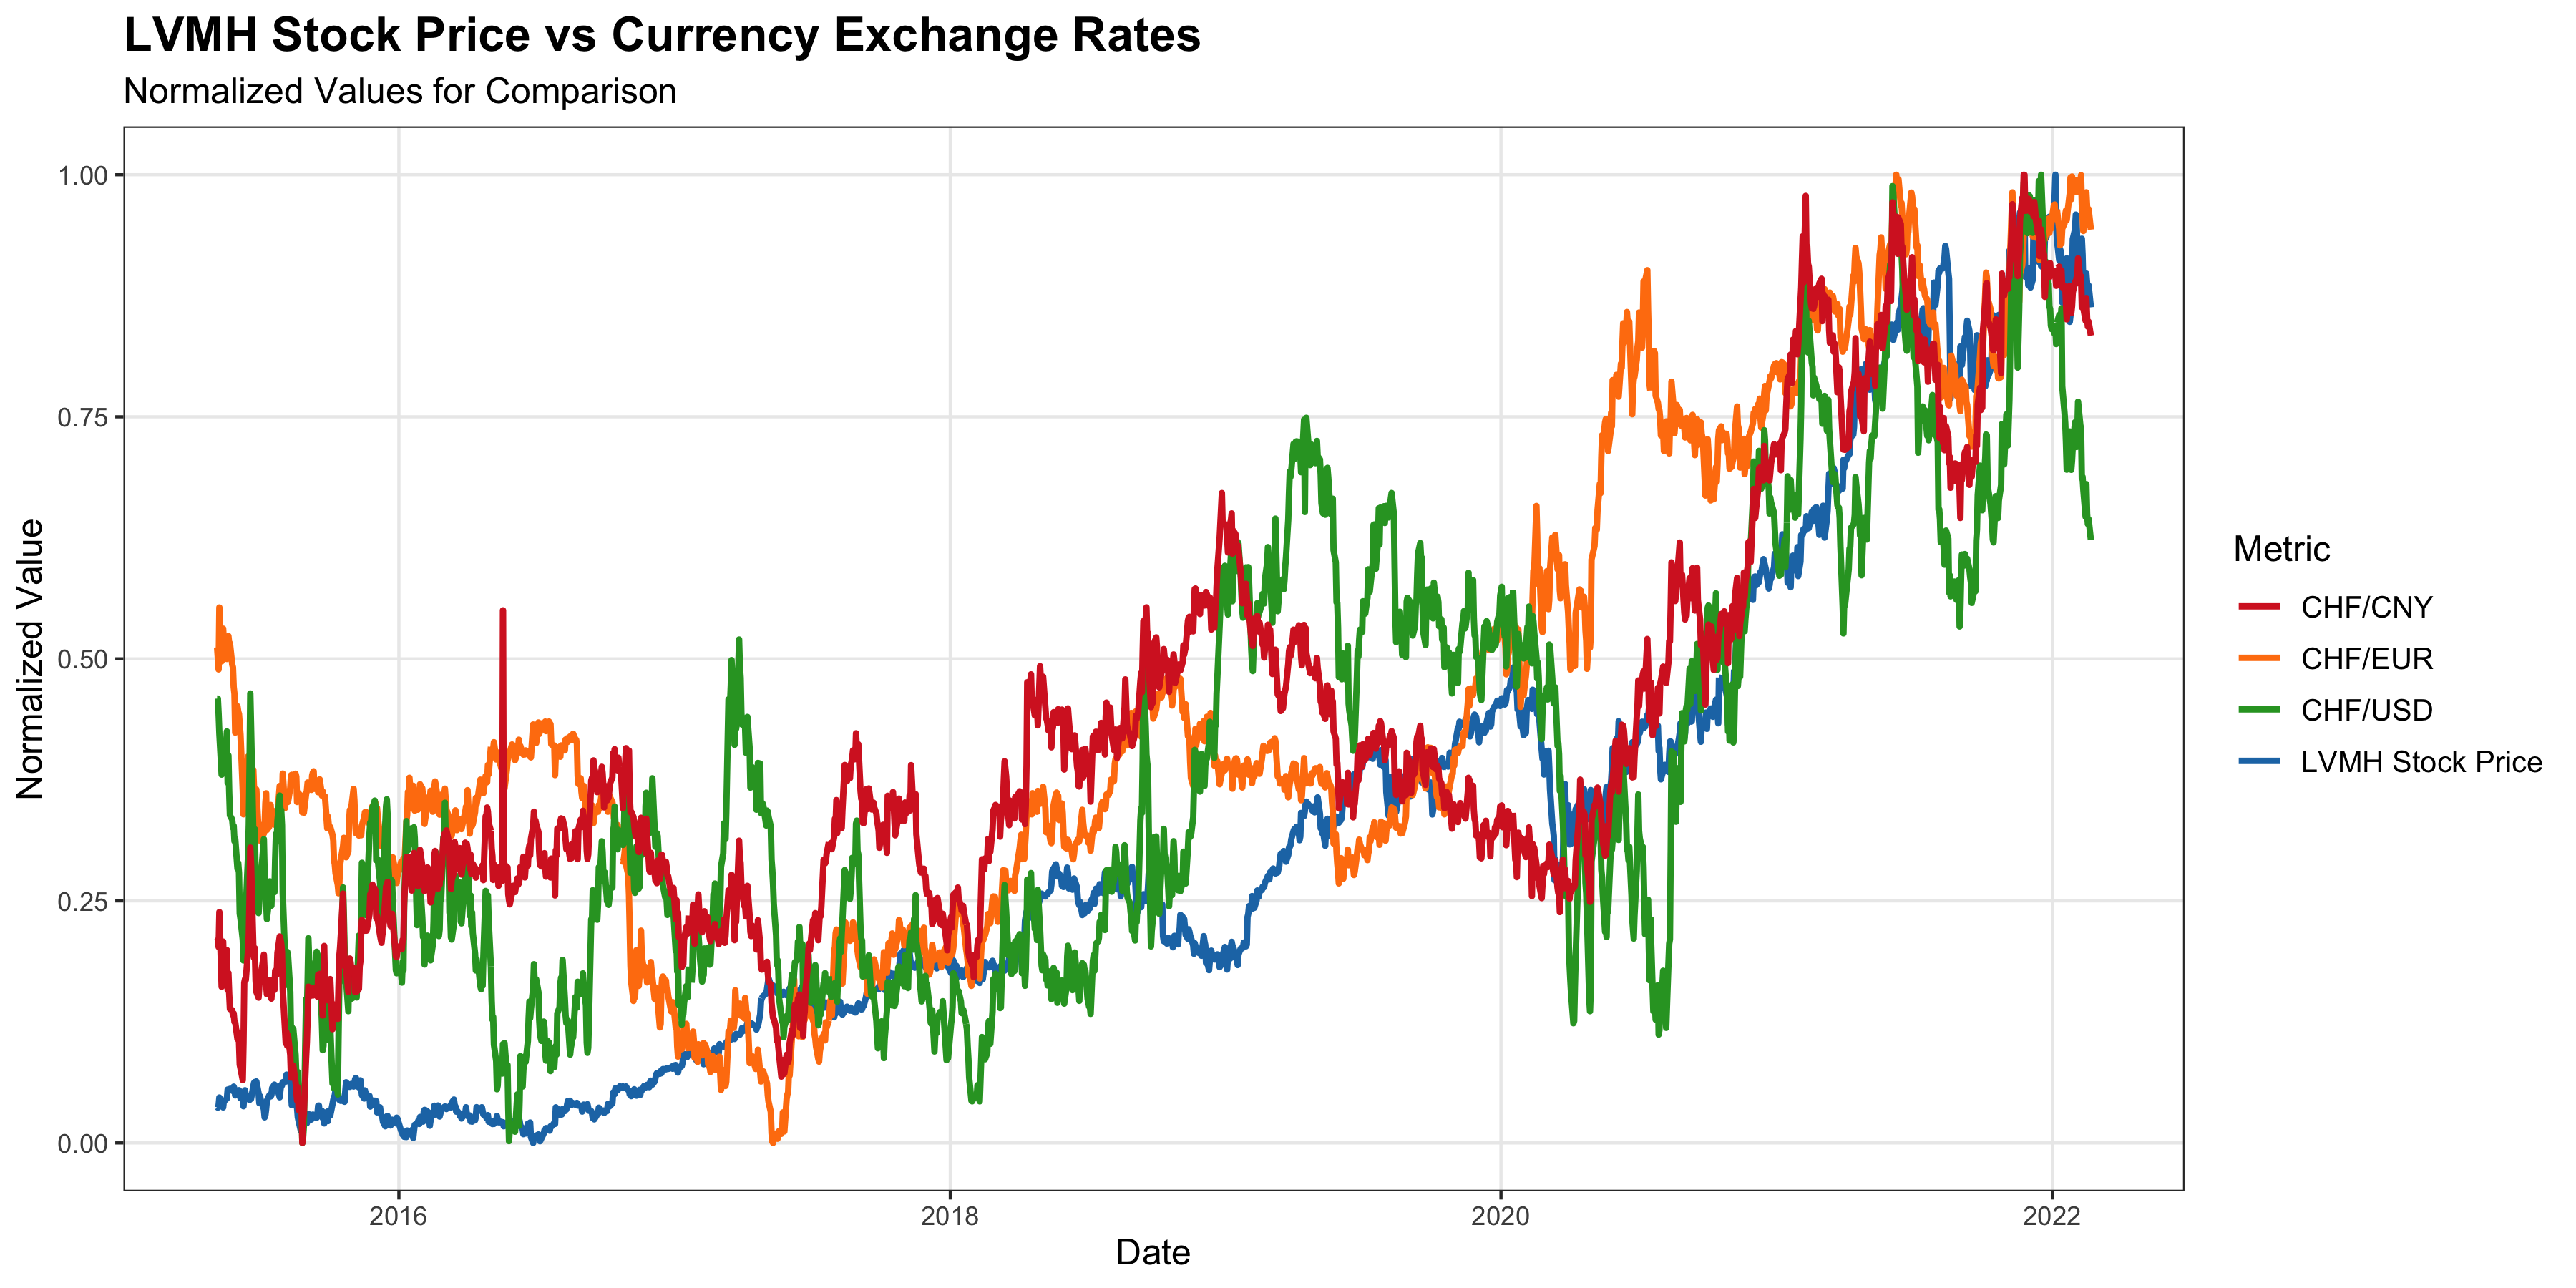 LVMH Stock Price vs Currency Exchange Rates
Normalized Values for Comparison
Normalized Value
1.00
0.75
0.50
0.25
0.00
2016
2018
2020
2022
Date
Metric
CHF/CNY
CHF/EUR
CHF/USD
LVMH Stock Price